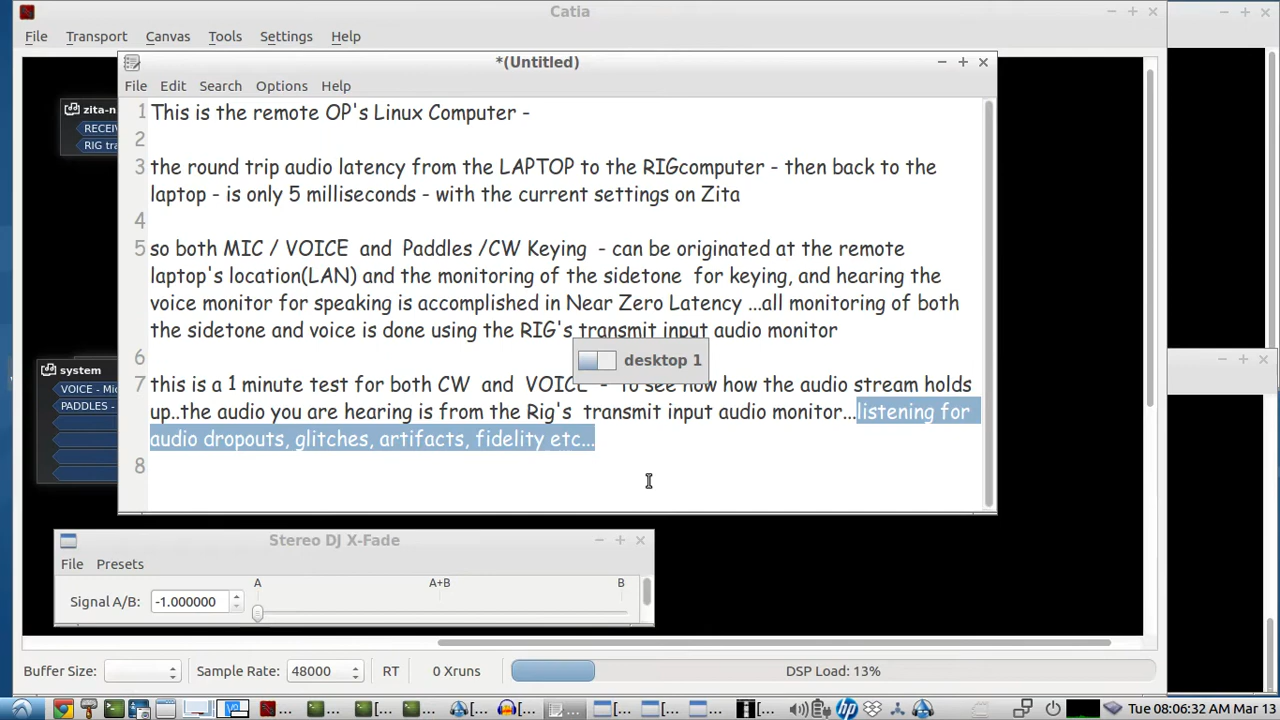 Catia
File Transport Canvas Tools Settings Help
*(Untitled)
File Edit Search Options Help
zita-n
RECEIV
RIG tra
1 This is the remote OP's Linux Computer -
2
3 the round trip audio latency from the LAPTOP to the RIGcomputer - then back to the
laptop - is only 5 milliseconds - with the current settings on Zita
4
5 so both MIC / VOICE and Paddles /CW Keying - can be originated at the remote
laptop's location(LAN) and the monitoring of the sidetone for keying, and hearing the
voice monitor for speaking is accomplished in Near Zero Latency ...all monitoring of both
the sidetone and voice is done using the RIG's transmit input audio monitor
6
desktop 1
7 this is a 1 minute test for both CW and VOICE - To see how how the audio stream holds
up..the audio you are hearing is from the Rig's transmit input audio monitor...listening for
audio dropouts, glitches, artifacts, fidelity etc...
8
system
VOICE - Mic
PADDLES -
Stereo DJ X-Fade
File Presets
A A+B B
Signal A/B: -1.000000
Buffer Size: Sample Rate: 48000 RT 0 Xruns DSP Load: 13%
Tue 08:06:32 Mar 13